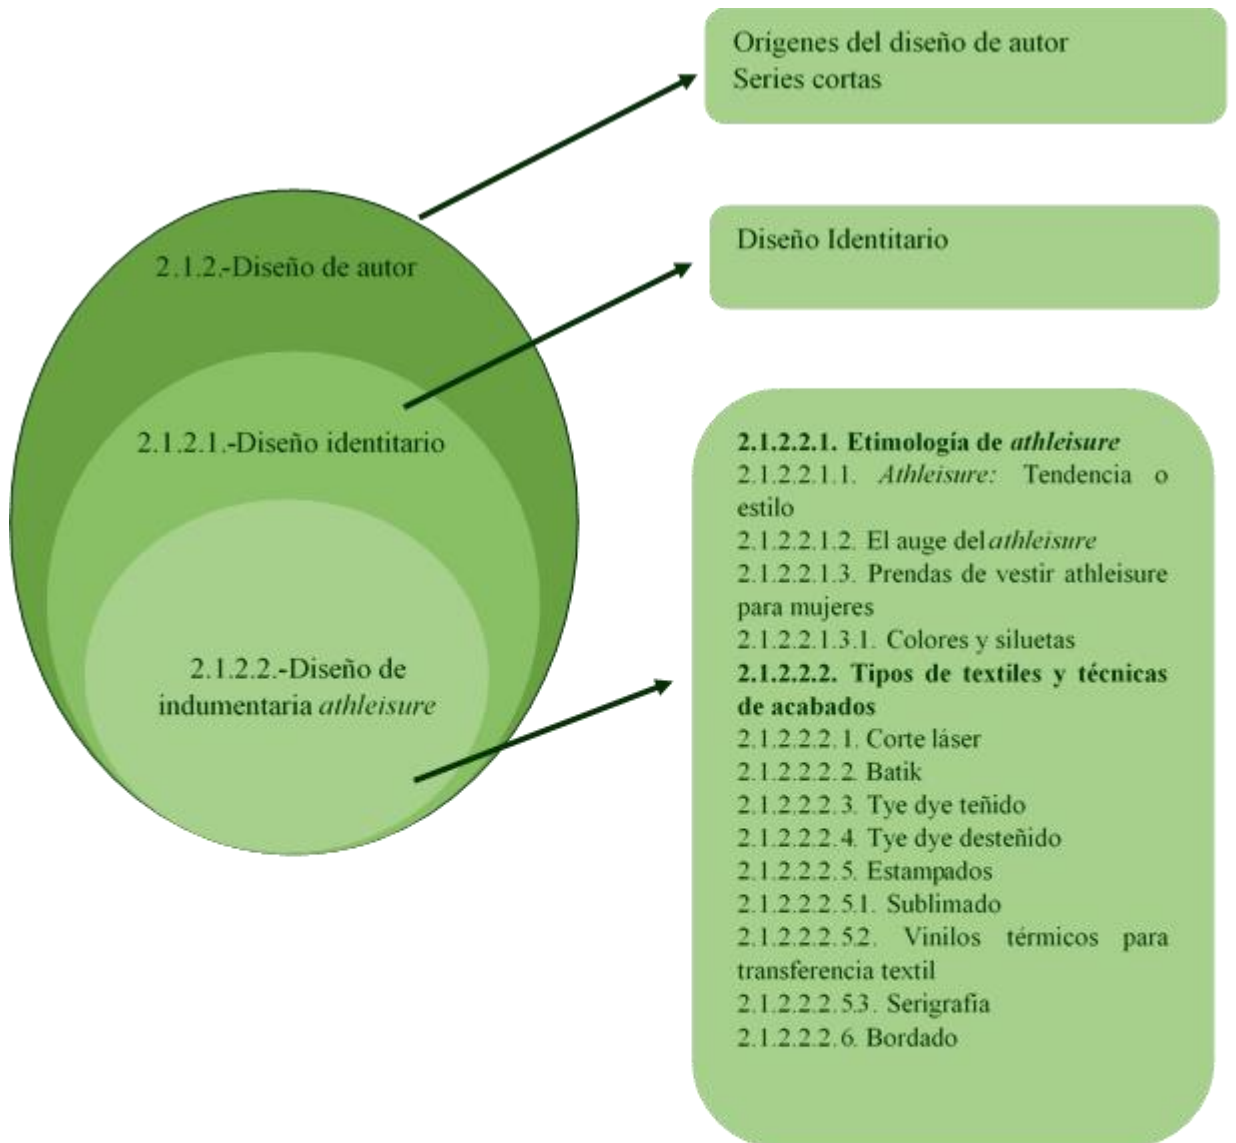 Orígenes del diseño de autor
Series cortas
2.1.2.-Diseño de autor
Diseño Identitario
2.1.2.1.-Diseño identitario
2.1.2.2.-Diseño de
indumentaria athleisure
2.1.2.2.1. Etimología de athleisure
2.1.2.2.1.1. Athleisure: Tendencia o
estilo
2.1.2.2.1.2. El auge del athleisure
2.1.2.2.1.3. Prendas de vestir athleisure
para mujeres
2.1.2.2.1.3.1. Colores y siluetas
2.1.2.2.2. Tipos de textiles y técnicas
de acabados
2.1.2.2.2.1. Corte láser
2.1.2.2.2.2. Batik
2.1.2.2.2.3. Tye dye teñido
2.1.2.2.2.4. Tye dye desteñido
2.1.2.2.2.5. Estampados
2.1.2.2.2.5.1. Sublimado
2.1.2.2.2.5.2. Vinilos térmicos para
transferencia textil
2.1.2.2.2.5.3. Serigrafia
2.1.2.2.2.6. Bordado